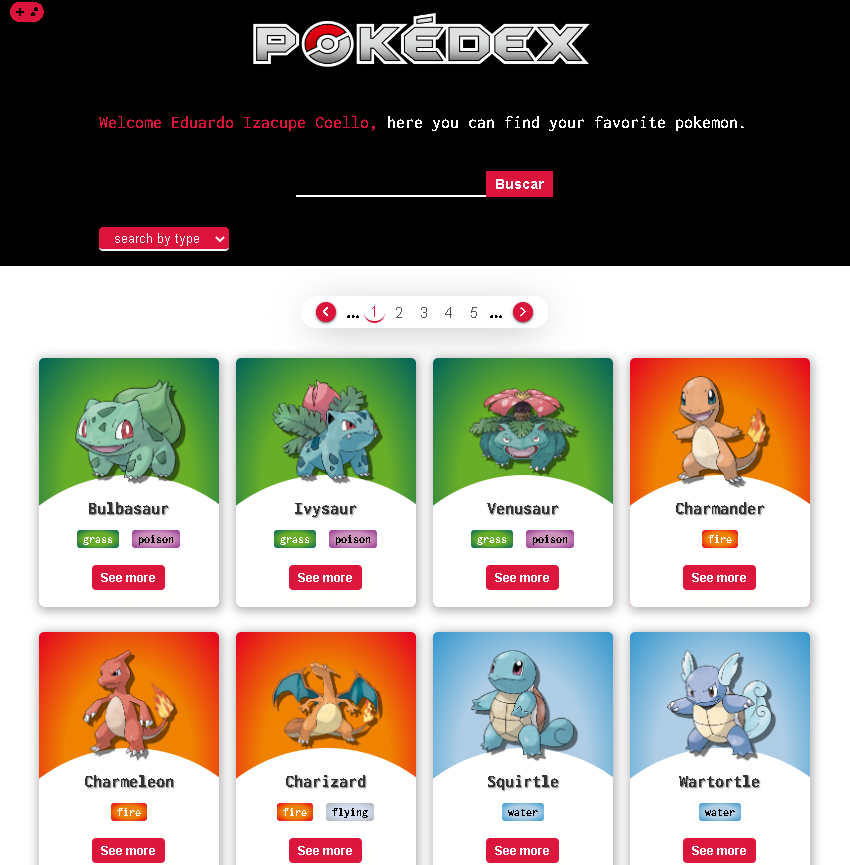 POKÉDEX
Welcome Eduardo Izacupe Coello, here you can find your favorite pokemon.
Buscar
search by type
... 1 2 3 4 5 ...
Bulbasaur Ivysaur Venusaur Charmander
grass poison grass poison grass poison fire
See more See more See more See more
Charmeleon Charizard Squirtle Wartortle
fire fire flying water water
See more See more See more See more